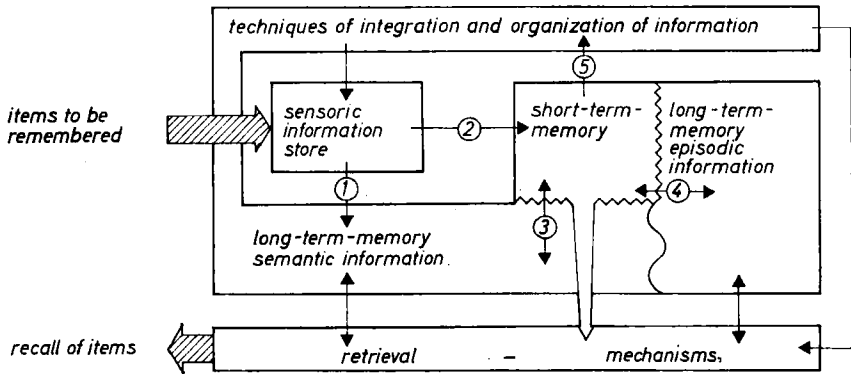 techniques of integration and organization of information
5
items to be
remembered
sensoric
information
store
2
short-term-
memory
long-term-
memory
episodic
information
1
3
4
long-term-memory
semantic information
recall of items
retrieval - mechanisms,